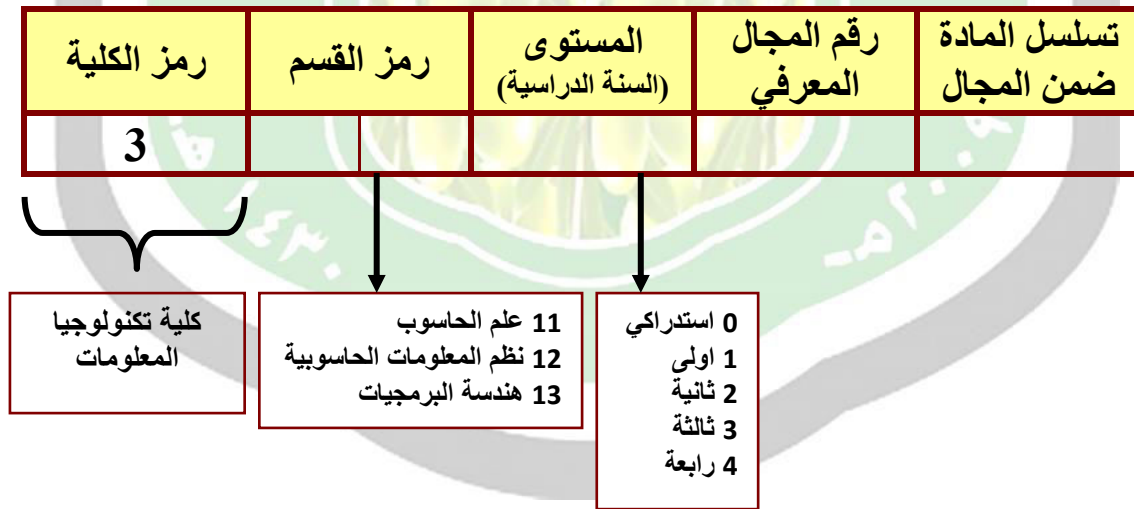 تسلسل المادة ضمن المجال
رقم المجال المعرفي
المستوى (السنة الدراسية)
رمز القسم
رمز الكلية
3
0 استدراكي
1 اولى
2 ثانية
3 ثالثة
4 رابعة
11 علم الحاسوب
12 نظم المعلومات الحاسوبية
13 هندسة البرمجيات
كلية تكنولوجيا
المعلومات
١٤٣٠